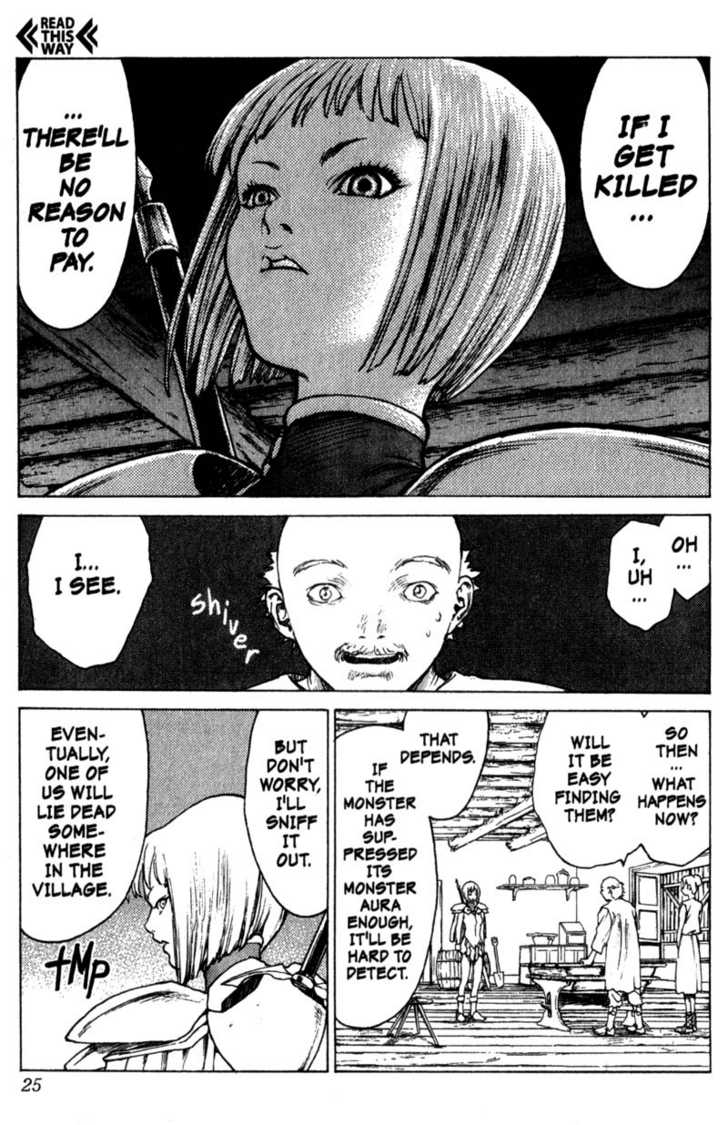 READ
THIS
WAY
IF I
GET
KILLED
...
...
THERE'LL
BE
NO
REASON
TO
PAY.
OH
...
I,
UH
...
shiver
I...
I SEE.
SO
THEN
...
WHAT
HAPPENS
NOW?
WILL
IT BE
EASY
FINDING
THEM?
THAT
DEPENDS.
IF
THE
MONSTER
HAS
SUP-
PRESSED
ITS
MONSTER
AURA
ENOUGH,
IT'LL BE
HARD TO
DETECT.
BUT
DON'T
WORRY,
I'LL
SNIFF
IT
OUT.
EVEN-
TUALLY,
ONE OF
US WILL
LIE DEAD
SOME-
WHERE
IN THE
VILLAGE.
tMP
25